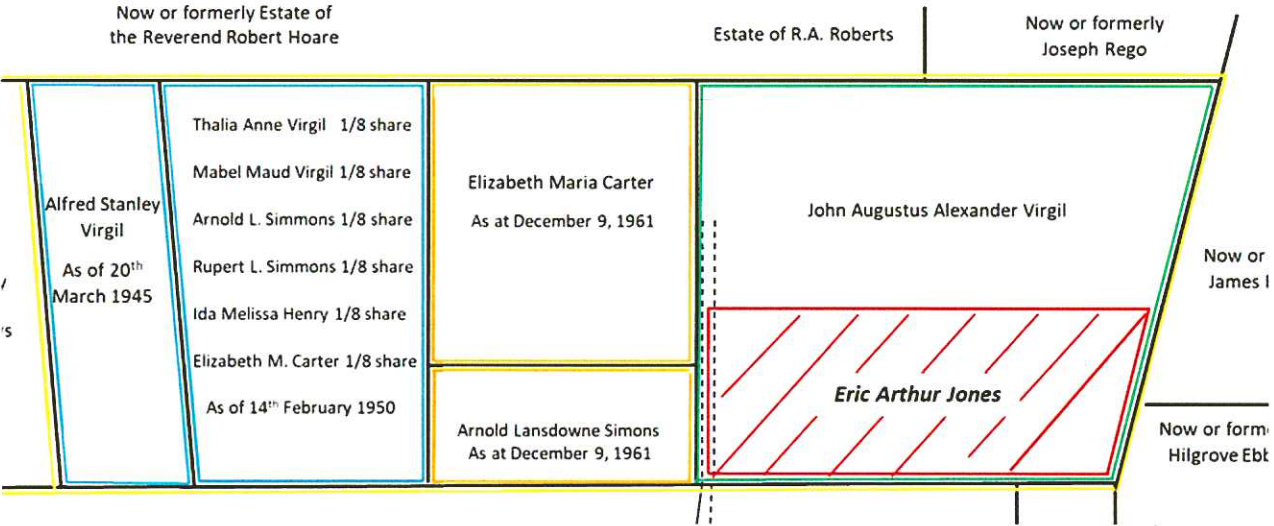 Now or formerly Estate of
the Reverend Robert Hoare
Estate of R.A. Roberts
Now or formerly
Joseph Rego
Alfred Stanley
Virgil
As of 20th
March 1945
Thalia Anne Virgil 1/8 share
Mabel Maud Virgil 1/8 share
Arnold L. Simmons 1/8 share
Rupert L. Simmons 1/8 share
Ida Melissa Henry 1/8 share
Elizabeth M. Carter 1/8 share
As of 14th February 1950
Elizabeth Maria Carter
As at December 9, 1961
Arnold Lansdowne Simons
As at December 9, 1961
John Augustus Alexander Virgil
Eric Arthur Jones
Now or
James
Now or form
Hilgrove Ebb
's